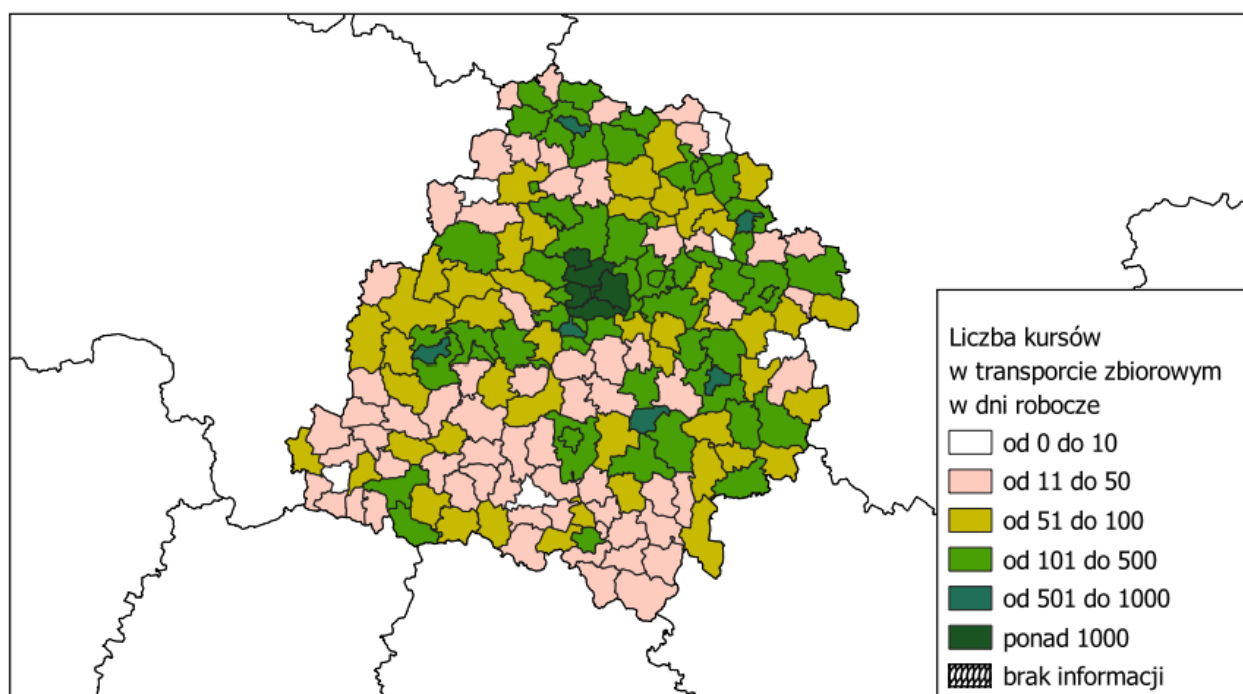 Liczba kursów
w transporcie zbiorowym
w dni robocze
od 0 do 10
od 11 do 50
od 51 do 100
od 101 do 500
od 501 do 1000
ponad 1000
brak informacji